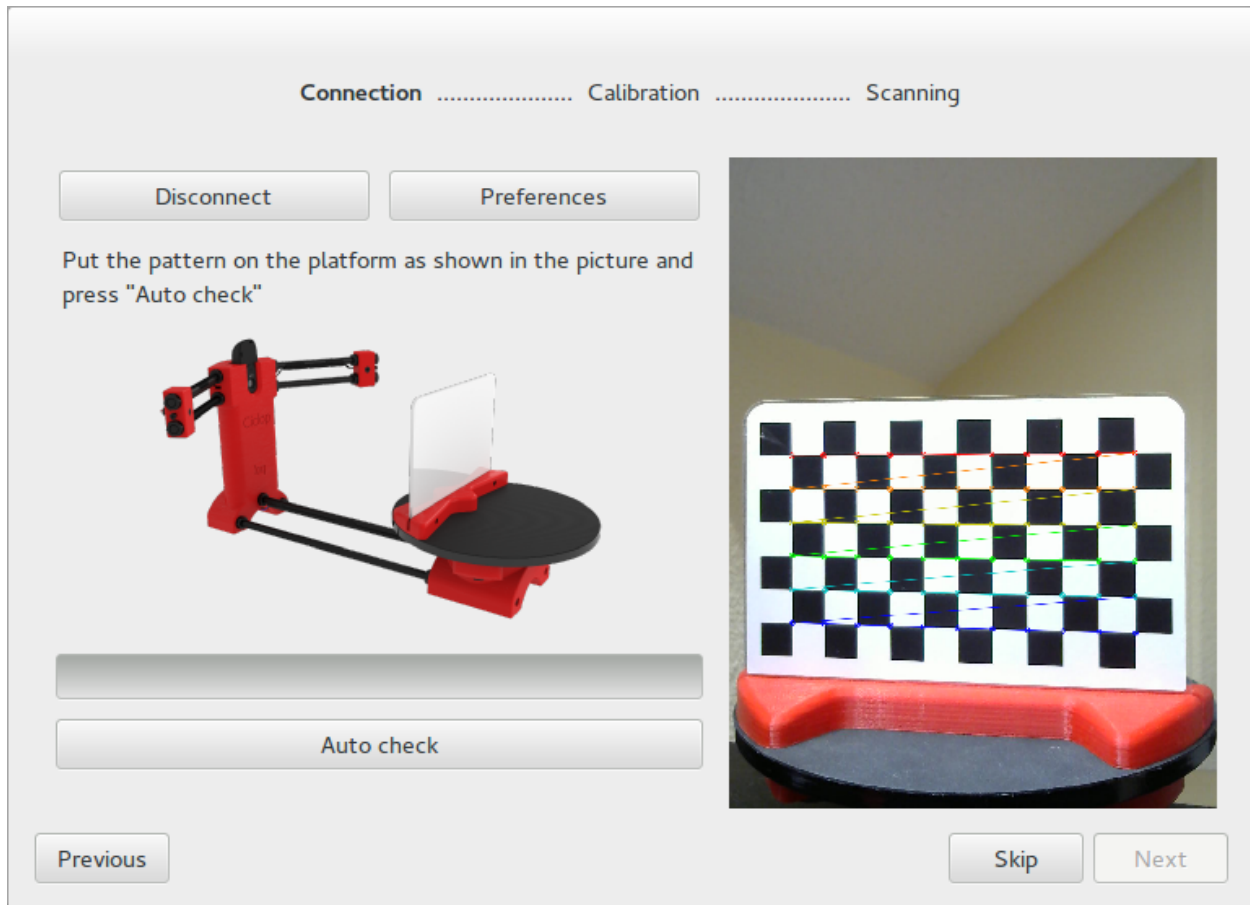 Connection ..................... Calibration ..................... Scanning
Disconnect
Preferences
Put the pattern on the platform as shown in the picture and
press "Auto check"
Ciclop
Auto check
Previous
Skip
Next